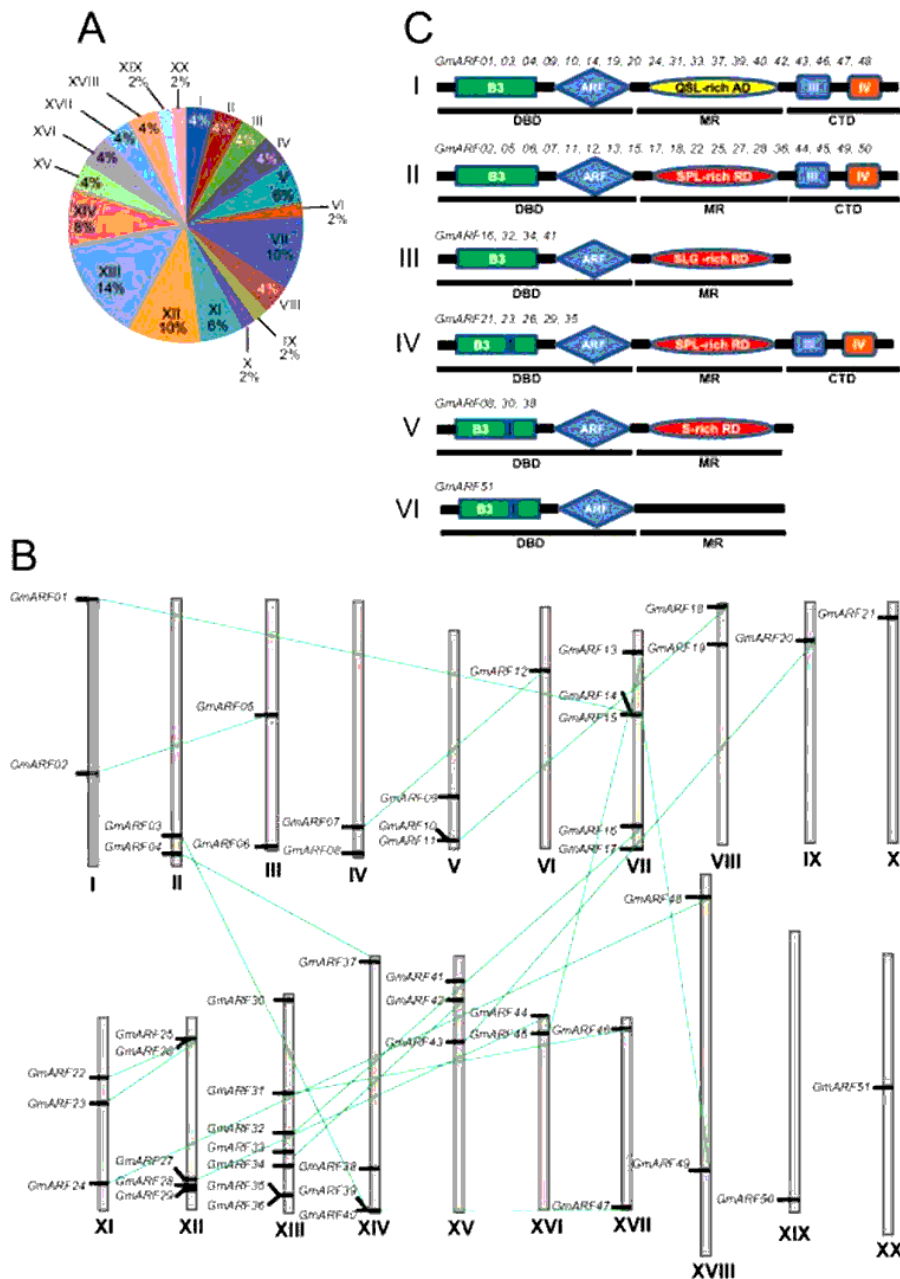 A
XX
2%
XIX
2%
XVIII
4%
XVII
4%
XVI
4%
XV
4%
XIV
8%
XIII
14%
XII
10%
XI
6%
X
2%
IX
2%
VIII
4%
VII
10%
VI
2%
V
6%
IV
4%
III
4%
II
4%
I
4%
C
GmARF01, 03, 04, 09, 10, 14, 19, 20 24, 31, 33, 37, 39, 40 42, 43, 46, 47, 48
I
B3 ARF QSL-rich AD III IV
DBD MR CTD
GmARF02, 05, 06, 07, 11, 12, 13, 15, 17, 18, 22, 25, 27, 28, 36, 44, 45, 49, 50
II
B3 ARF SPL-rich RD III IV
DBD MR CTD
GmARF16, 32, 34, 41
III
B3 ARF SLG -rich RD
DBD MR
GmARF21, 23, 26, 29, 35
IV
B3 ARF SPL-rich RD III IV
DBD MR CTD
GmARF08, 30, 38
V
B3 ARF S-rich RD
DBD MR
GmARF51
VI
B3 ARF
DBD MR
B
GmARF01
GmARF02
I
GmARF03
GmARF04
II
GmARF05
GmARF06
III
GmARF07
GmARF08
IV
GmARF09
GmARF10
GmARF11
V
GmARF12
VI
GmARF13
GmARF14
GmARF15
GmARF16
GmARF17
VII
GmARF18
GmARF19
VIII
GmARF20
IX
GmARF21
X
GmARF22
GmARF23
GmARF24
XI
GmARF25
GmARF26
GmARF27
GmARF28
GmARF29
XII
GmARF30
GmARF31
GmARF32
GmARF33
GmARF34
GmARF35
GmARF36
XIII
GmARF37
GmARF38
GmARF39
GmARF40
XIV
GmARF41
GmARF42
GmARF43
XV
GmARF44
GmARF45
XVI
GmARF46
GmARF47
XVII
GmARF48
GmARF49
XVIII
GmARF50
XIX
GmARF51
XX